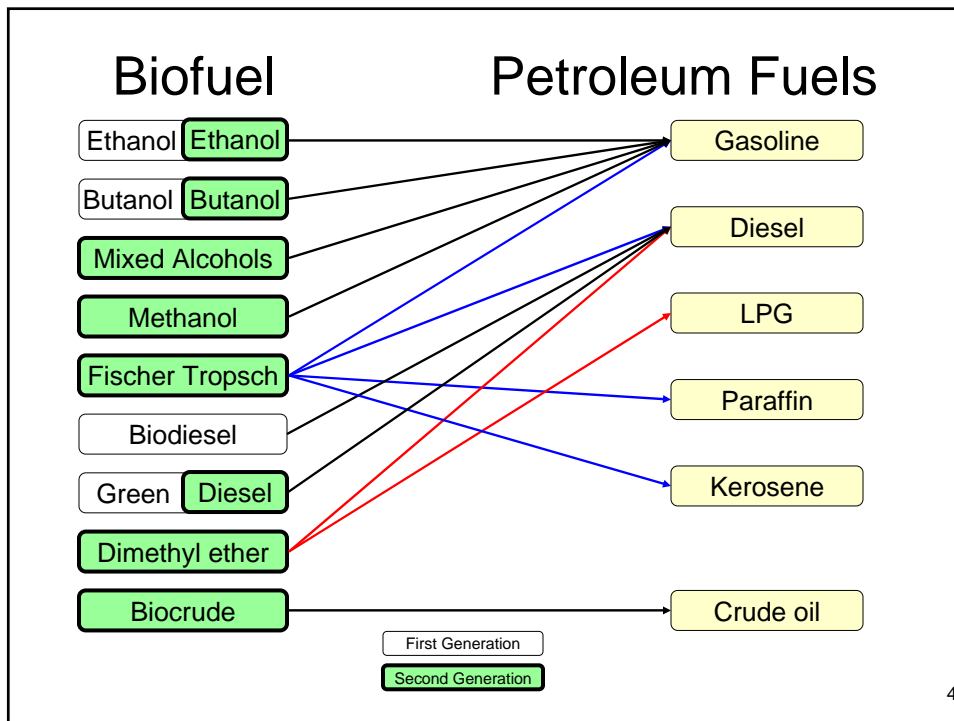 Biofuel
Petroleum Fuels
Ethanol Ethanol
Gasoline
Butanol Butanol
Diesel
Mixed Alcohols
Methanol
LPG
Fischer Tropsch
Paraffin
Biodiesel
Green Diesel
Kerosene
Dimethyl ether
Biocrude
Crude oil
First Generation
Second Generation
4